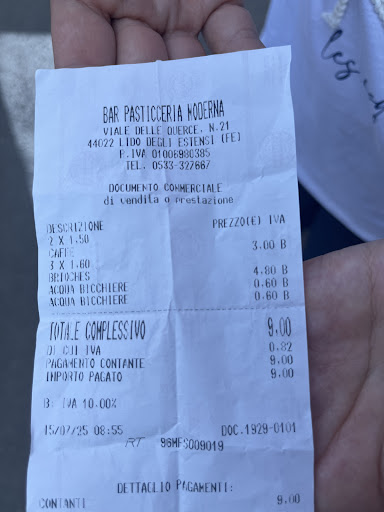 BAR PASTICCERIA MODERNA
VIALE DELLE QUERCE, N.21
44022 LIDO DEGLI ESTENSI (FE)
P.IVA 01006980385
TEL. 0533-327667
DOCUMENTO COMMERCIALE
di vendita o prestazione
DESCRIZIONE PREZZO(E) IVA
2 X 1.50
CAFFE 3.00 B
3 X 1.60
BRIOCHES 4.80 B
ACQUA BICCHIERE 0.60 B
ACQUA BICCHIERE 0.60 B
TOTALE COMPLESSIVO 9.00
DI CUI IVA 0.82
PAGAMENTO CONTANTE 9.00
IMPORTO PAGATO 9.00
B: IVA 10.00%
15/07/25 08:55 DOC.1929-0101
RT 96MFS009019
DETTAGLIO PAGAMENTI:
CONTANTI 9.00